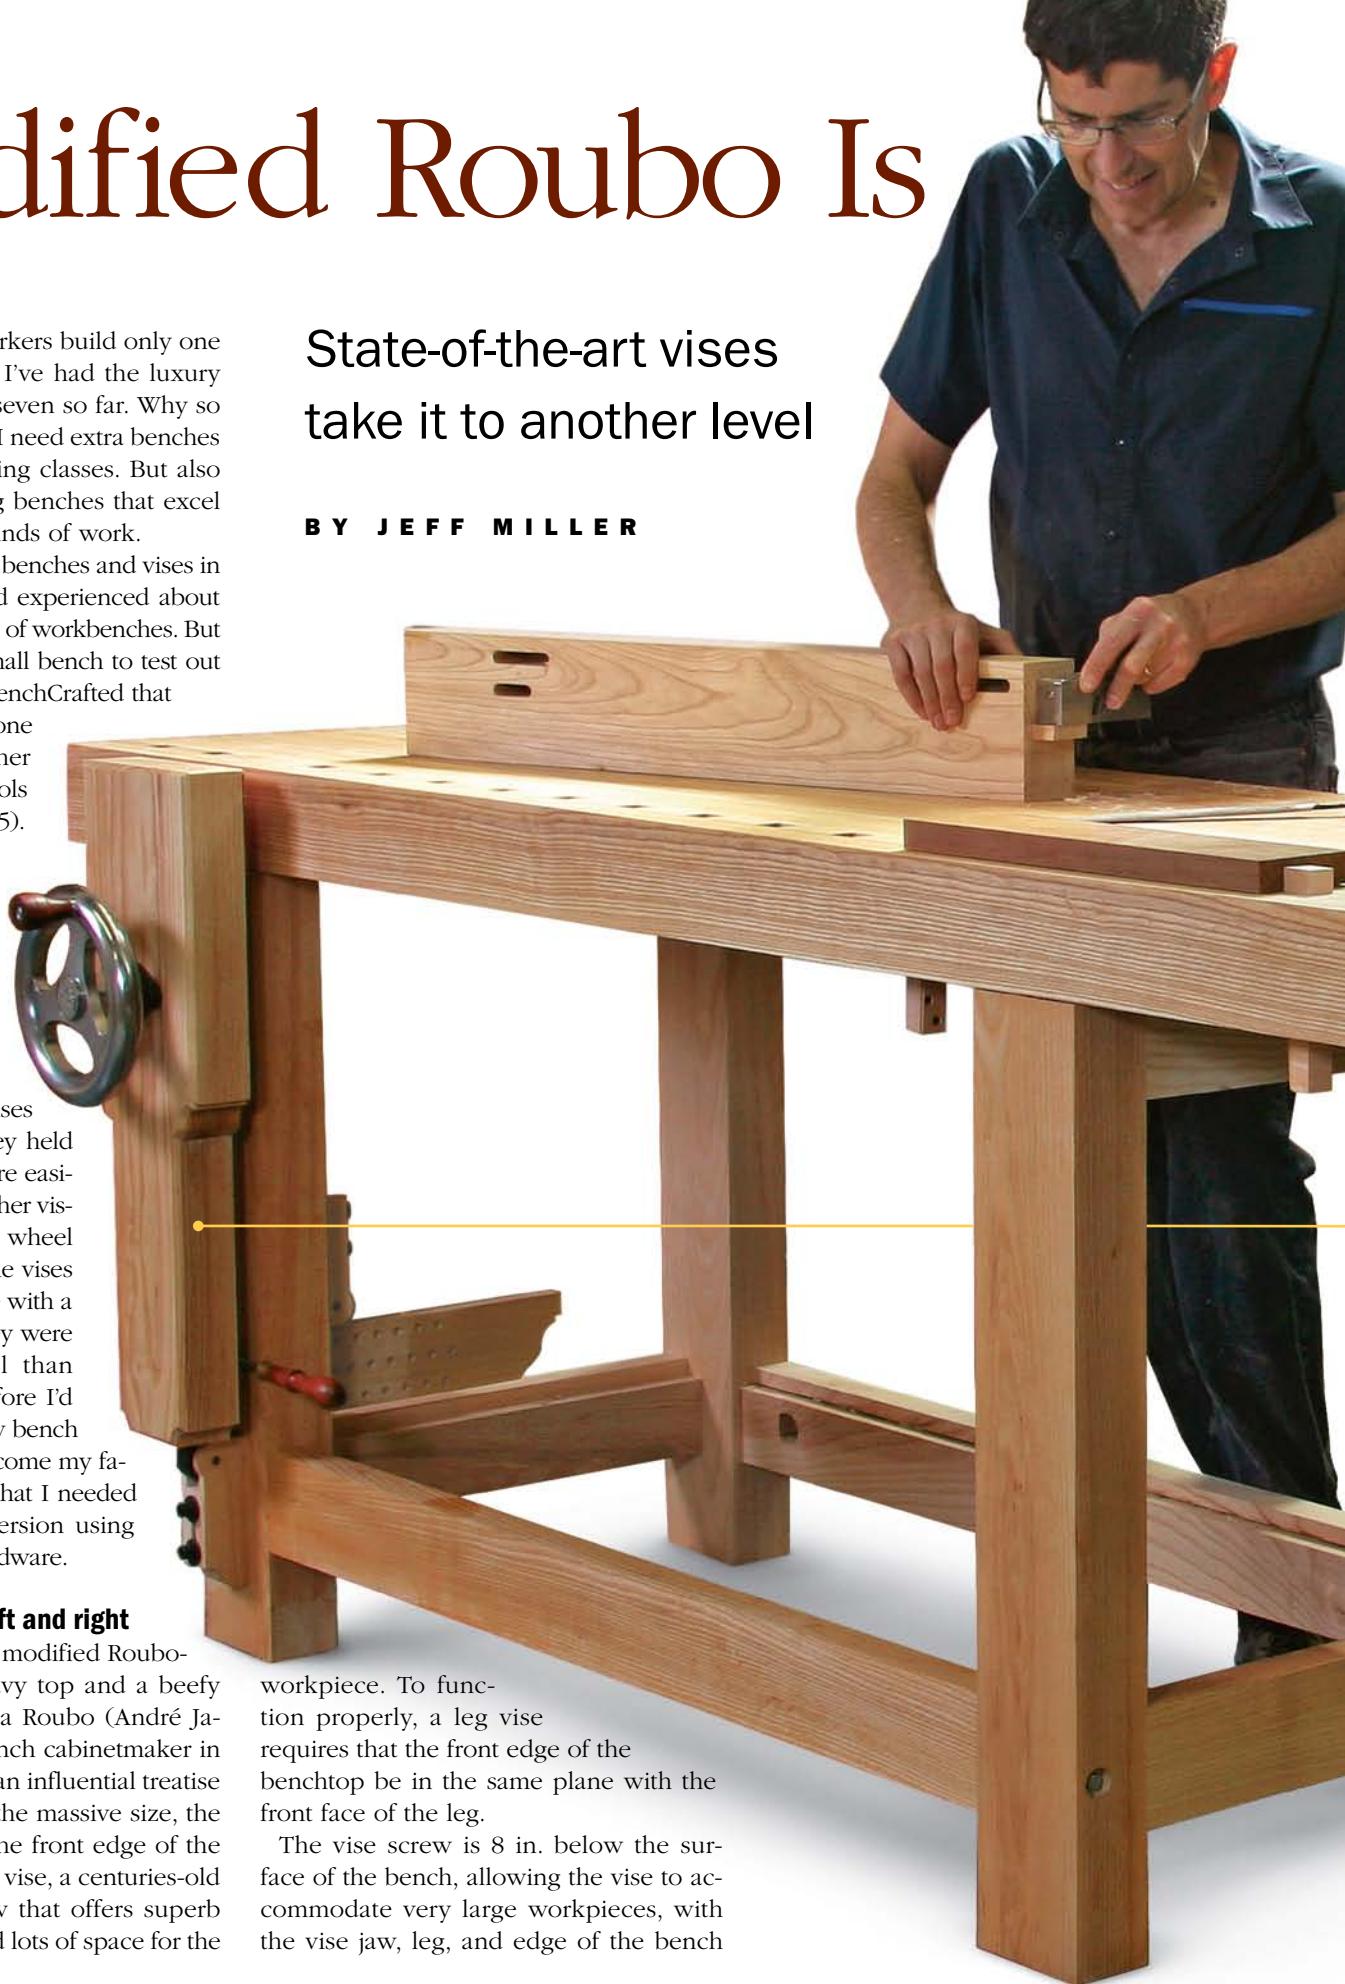 dified Roubo Is
State-of-the-art vises
take it to another level
BY JEFF MILLER
rkers build only one
I've had the luxury
seven so far. Why so
I need extra benches
ing classes. But also
g benches that excel
nds of work.
benches and vises in
d experienced about
of workbenches. But
nall bench to test out
enchCrafted that
one
her
ols
5).
ses
ey held
re easi-
her vis-
wheel
e vises
with a
y were
l than
fore I'd
v bench
come my fa-
hat I needed
ersion using
dware.
ft and right
modified Roubo-
vy top and a beefy
a Roubo (André Ja-
nch cabinetmaker in
an influential treatise
the massive size, the
he front edge of the
vise, a centuries-old
w that offers superb
d lots of space for the
workpiece. To func-
tion properly, a leg vise
requires that the front edge of the
benchtop be in the same plane with the
front face of the leg.
The vise screw is 8 in. below the sur-
face of the bench, allowing the vise to ac-
commodate very large workpieces, with
the vise jaw, leg, and edge of the bench